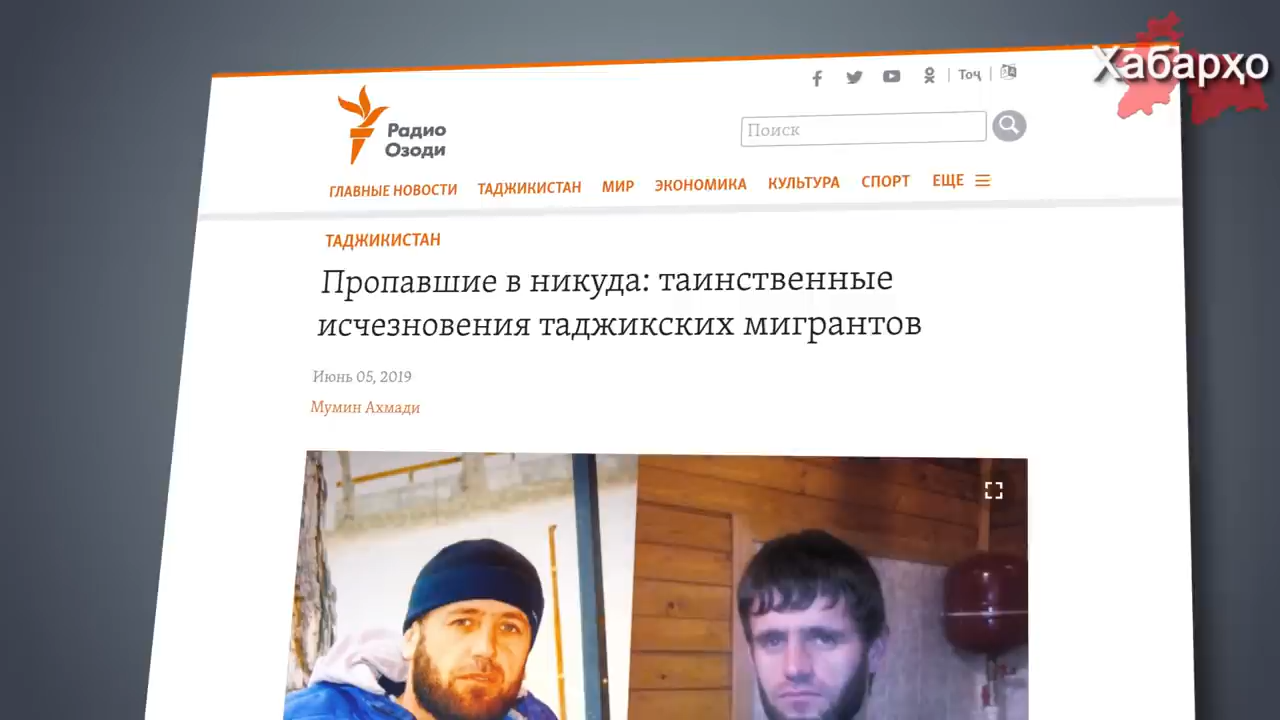 Хабарҳо
Тоҷ
Радио
Озоди
Поиск
ГЛАВНЫЕ НОВОСТИ ТАДЖИКИСТАН МИР ЭКОНОМИКА КУЛЬТУРА СПОРТ ЕЩЕ
ТАДЖИКИСТАН
Пропавшие в никуда: таинственные
исчезновения таджикских мигрантов
Июнь 05, 2019
Мумин Ахмади